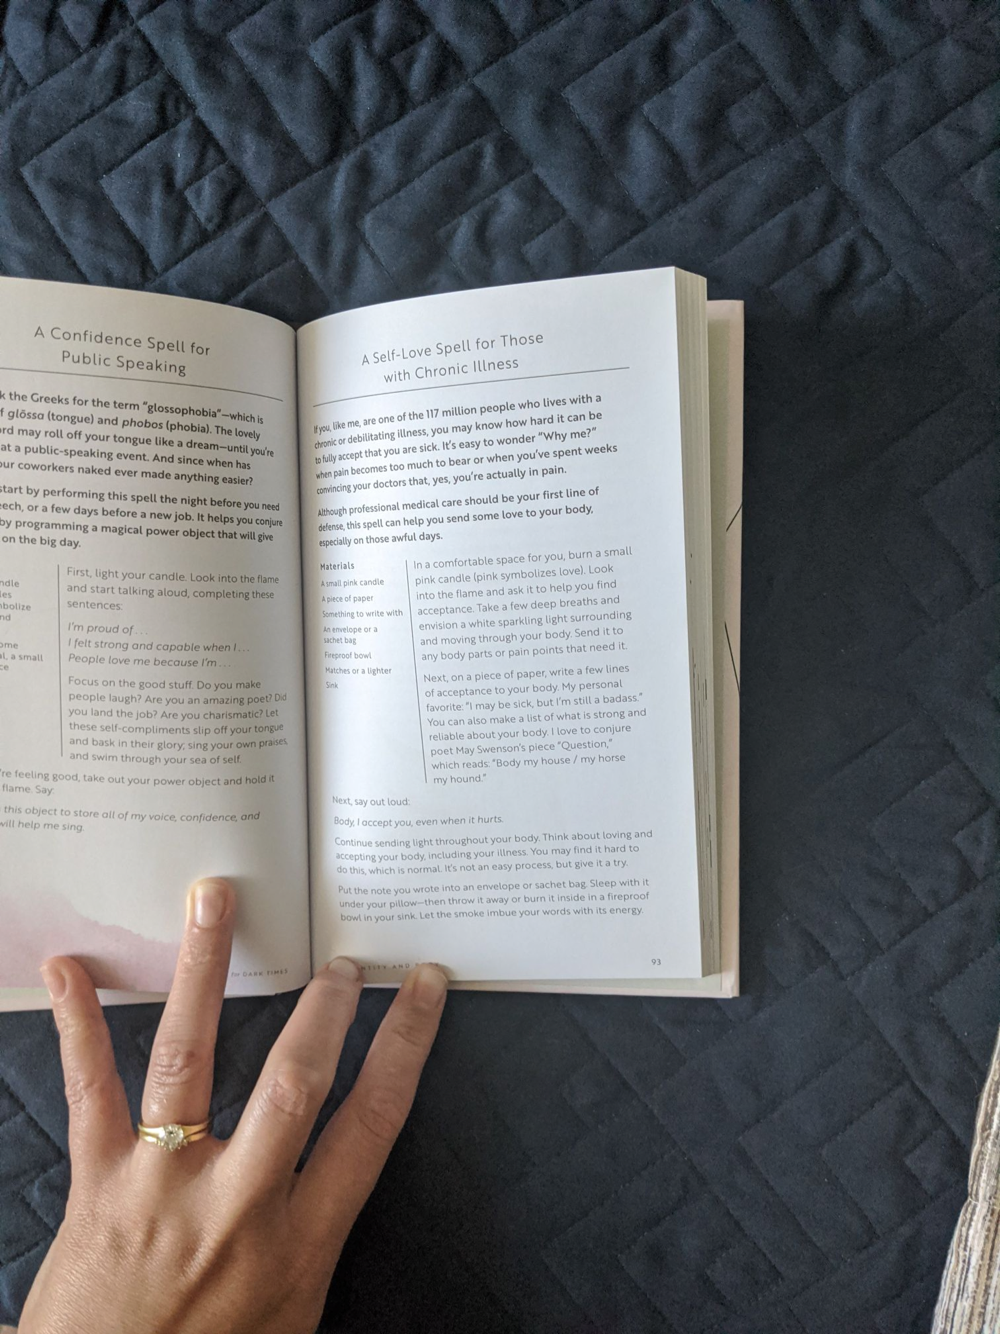 A Confidence Spell for
Public Speaking
k the Greeks for the term "glossophobia"—which is
f glōssa (tongue) and phobos (phobia). The lovely
rd may roll off your tongue like a dream—until you're
at a public-speaking event. And since when has
ur coworkers naked ever made anything easier?
start by performing this spell the night before you need
eech, or a few days before a new job. It helps you conjure
by programming a magical power object that will give
on the big day.
ndle
ies
nbolize
nd
ome
al, a small
ce
First, light your candle. Look into the flame
and start talking aloud, completing these
sentences:
I'm proud of . . .
I felt strong and capable when I . . .
People love me because I'm . . .
Focus on the good stuff. Do you make
people laugh? Are you an amazing poet? Did
you land the job? Are you charismatic? Let
these self-compliments slip off your tongue
and bask in their glory; sing your own praises,
and swim through your sea of self.
're feeling good, take out your power object and hold it
flame. Say:
this object to store all of my voice, confidence, and
will help me sing.
for DARK TIMES
A Self-Love Spell for Those
with Chronic Illness
If you, like me, are one of the 117 million people who lives with a
chronic or debilitating illness, you may know how hard it can be
to fully accept that you are sick. It's easy to wonder "Why me?"
when pain becomes too much to bear or when you've spent weeks
convincing your doctors that, yes, you're actually in pain.
Although professional medical care should be your first line of
defense, this spell can help you send some love to your body,
especially on those awful days.
Materials
A small pink candle
A piece of paper
Something to write with
An envelope or a
sachet bag
Fireproof bowl
Matches or a lighter
Sink
In a comfortable space for you, burn a small
pink candle (pink symbolizes love). Look
into the flame and ask it to help you find
acceptance. Take a few deep breaths and
envision a white sparkling light surrounding
and moving through your body. Send it to
any body parts or pain points that need it.
Next, on a piece of paper, write a few lines
of acceptance to your body. My personal
favorite: "I may be sick, but I'm still a badass."
You can also make a list of what is strong and
reliable about your body. I love to conjure
poet May Swenson's piece "Question,"
which reads: "Body my house / my horse
my hound."
Next, say out loud:
Body, I accept you, even when it hurts.
Continue sending light throughout your body. Think about loving and
accepting your body, including your illness. You may find it hard to
do this, which is normal. It's not an easy process, but give it a try.
Put the note you wrote into an envelope or sachet bag. Sleep with it
under your pillow—then throw it away or burn it inside in a fireproof
bowl in your sink. Let the smoke imbue your words with its energy.
AND
93